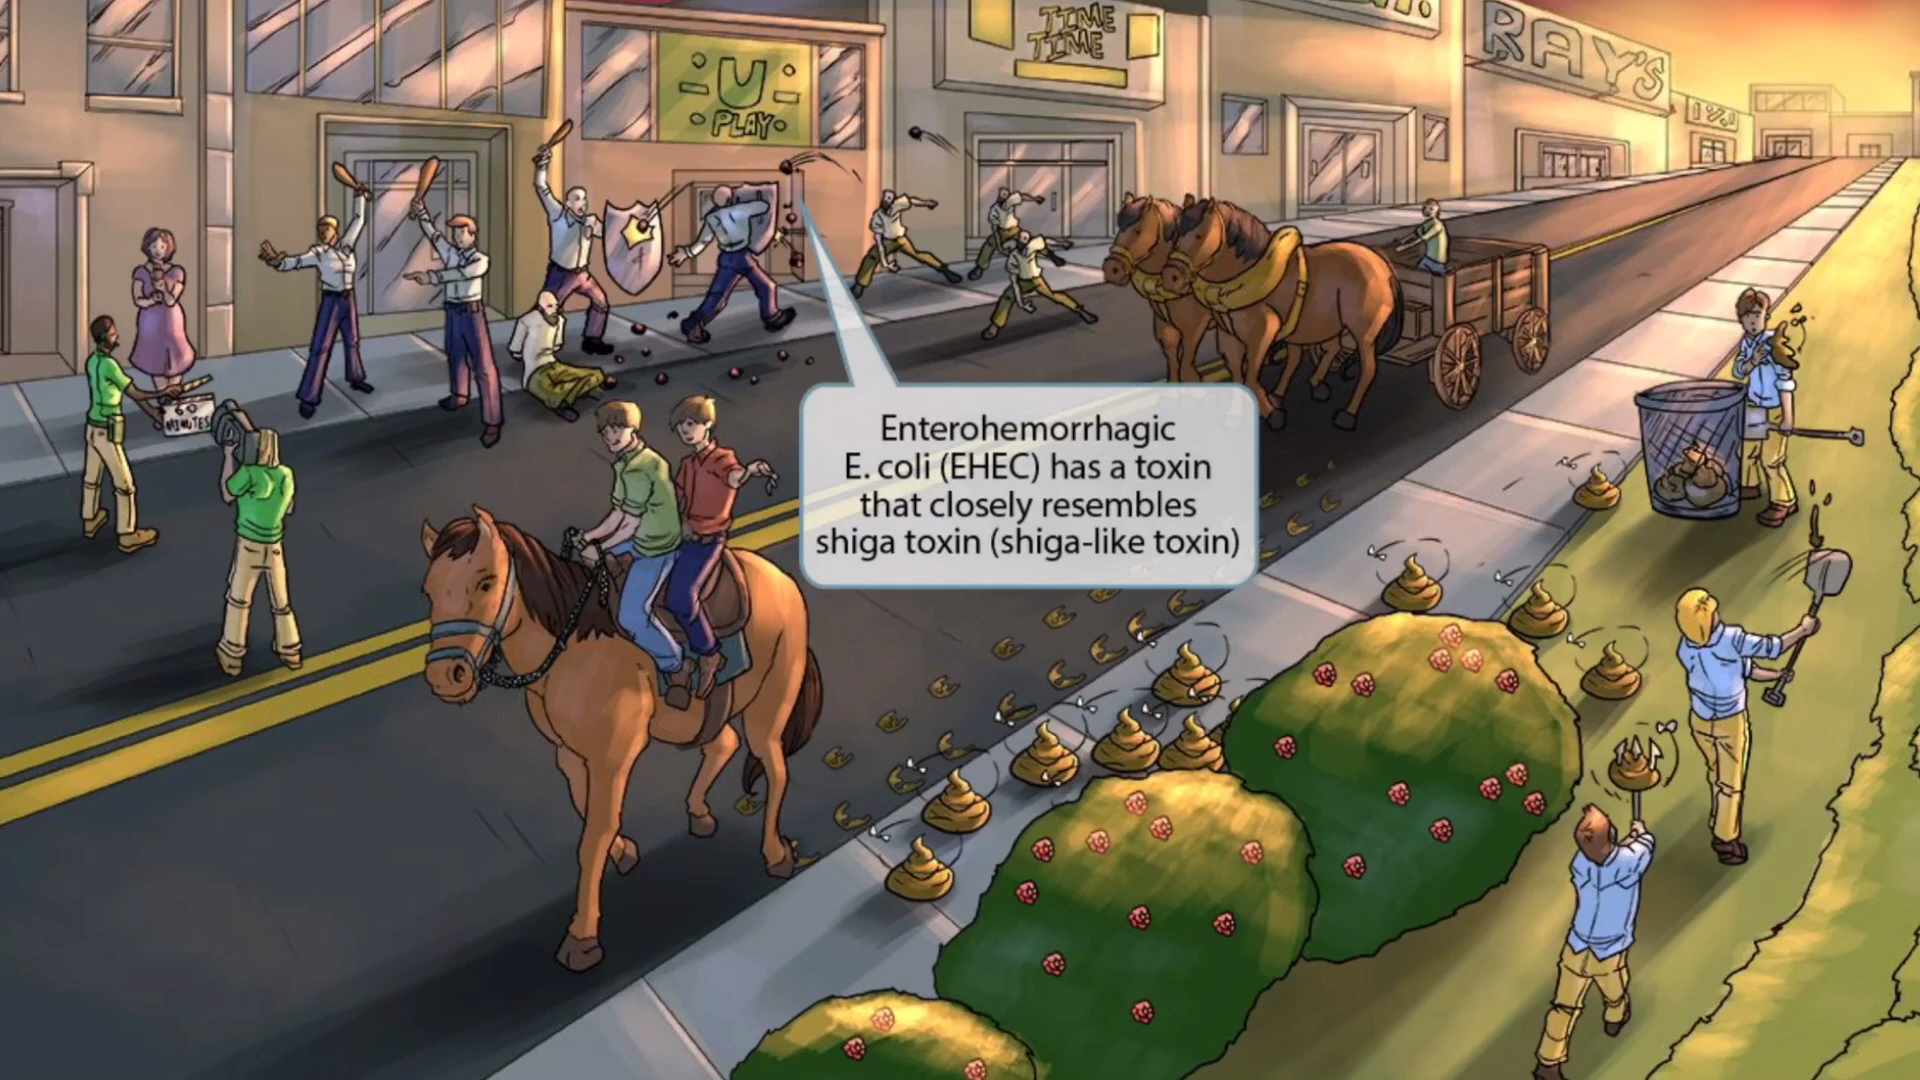 U
PLAY
TIME
TIME
RAY'S
60
MINUTES
Enterohemorrhagic
E. coli (EHEC) has a toxin
that closely resembles
shiga toxin (shiga-like toxin)